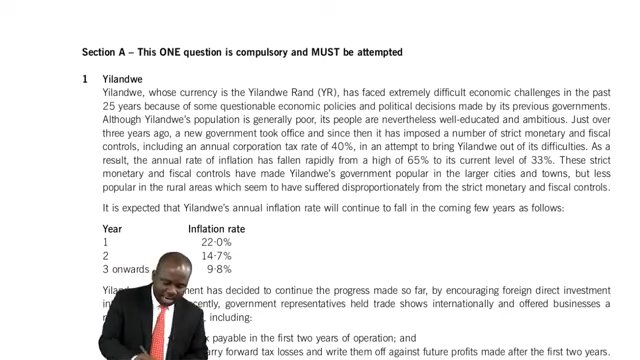 Section A – This ONE question is compulsory and MUST be attempted
1 Yilandwe
Yilandwe, whose currency is the Yilandwe Rand (YR), has faced extremely difficult economic challenges in the past
25 years because of some questionable economic policies and political decisions made by its previous governments.
Although Yilandwe's population is generally poor, its people are nevertheless well-educated and ambitious. Just over
three years ago, a new government took office and since then it has imposed a number of strict monetary and fiscal
controls, including an annual corporation tax rate of 40%, in an attempt to bring Yilandwe out of its difficulties. As a
result, the annual rate of inflation has fallen rapidly from a high of 65% to its current level of 33%. These strict
monetary and fiscal controls have made Yilandwe's government popular in the larger cities and towns, but less
popular in the rural areas which seem to have suffered disproportionately from the strict monetary and fiscal controls.
It is expected that Yilandwe's annual inflation rate will continue to fall in the coming few years as follows:
Year Inflation rate
1 22·0%
2 14·7%
3 onwards 9·8%
has decided to continue the progress made so far, by encouraging foreign direct investment
government representatives held trade shows internationally and offered businesses a
including:
payable in the first two years of operation; and
carry forward tax losses and write them off against future profits made after the first two years.